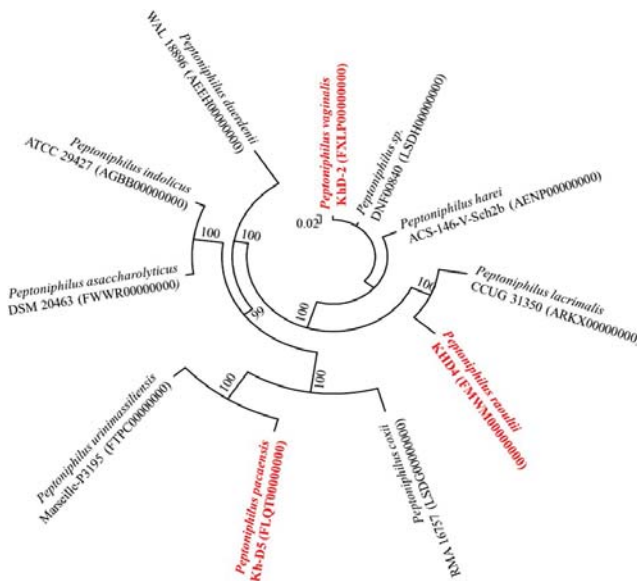 Peptoniphilus duerdenii
WAL 18896 (AEEH00000000)
Peptoniphilus vaginalis
KhD-2 (FXLP00000000)
Peptoniphilus sp.
DNF00840 (LSDH00000000)
Peptoniphilus harei
ACS-146-V-Sch2b (AENP00000000)
Peptoniphilus lacrimalis
CCUG 31350 (ARKX00000000)
Peptoniphilus raoultii
KHD4 (FMWM00000000)
Peptoniphilus coxii
RMA 16757 (LSDG00000000)
Peptoniphilus pacaensis
Kh-D5 (FLQT00000000)
Peptoniphilus urinimassiliensis
Marseille-P3195 (FTPC00000000)
Peptoniphilus asaccharolyticus
DSM 20463 (FWWR00000000)
Peptoniphilus indolicus
ATCC 29427 (AGBB00000000)
0.02
100
100
100
100
99
100
100